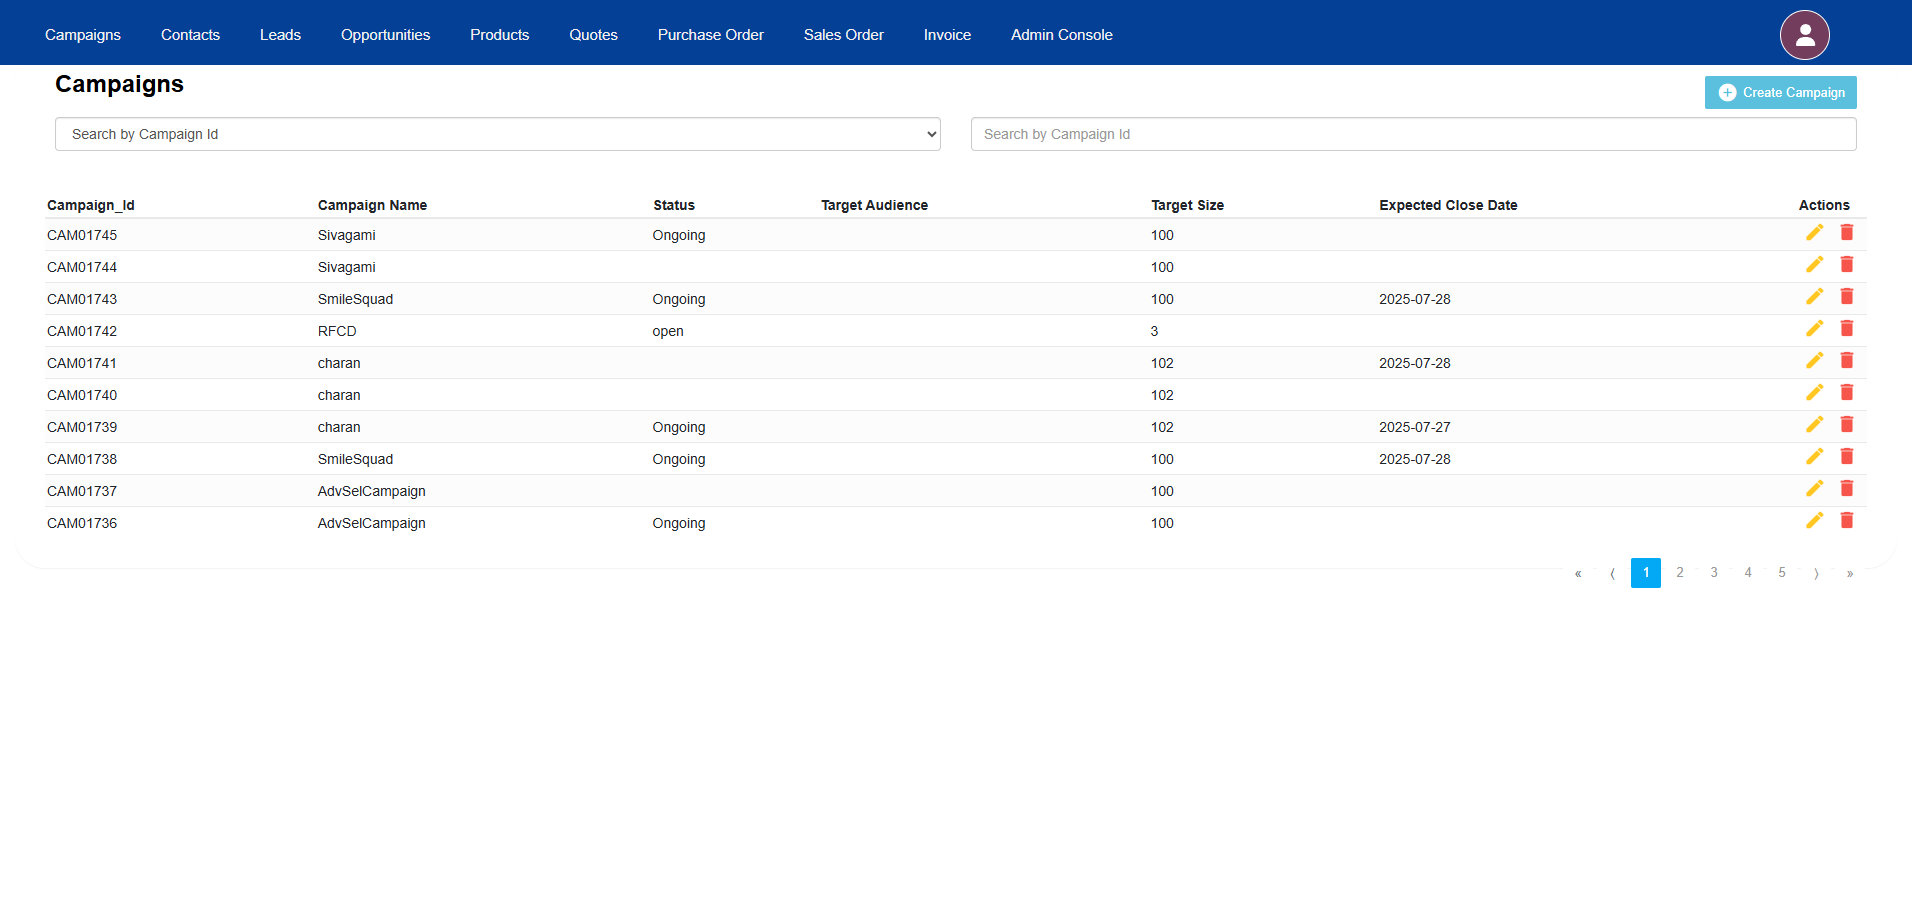 Campaigns Contacts Leads Opportunities Products Quotes Purchase Order Sales Order Invoice Admin Console
Campaigns
Create Campaign
Search by Campaign Id Search by Campaign Id
Campaign_Id Campaign Name Status Target Audience Target Size Expected Close Date Actions
CAM01745 Sivagami Ongoing 100
CAM01744 Sivagami 100
CAM01743 SmileSquad Ongoing 100 2025-07-28
CAM01742 RFCD open 3
CAM01741 charan 102 2025-07-28
CAM01740 charan 102
CAM01739 charan Ongoing 102 2025-07-27
CAM01738 SmileSquad Ongoing 100 2025-07-28
CAM01737 AdvSelCampaign 100
CAM01736 AdvSelCampaign Ongoing 100
« ⟨ 1 2 3 4 5 ⟩ »